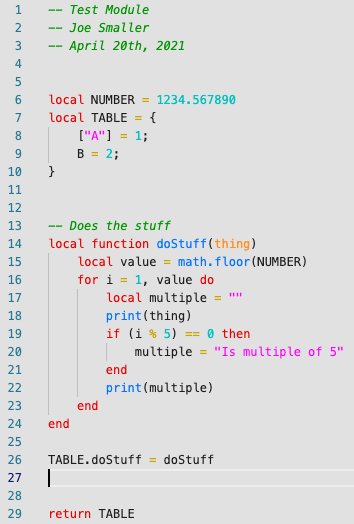 1 -- Test Module
2 -- Joe Smaller
3 -- April 20th, 2021
4
5
6 local NUMBER = 1234.567890
7 local TABLE = {
8     ["A"] = 1;
9     B = 2;
10 }
11
12
13 -- Does the stuff
14 local function doStuff(thing)
15     local value = math.floor(NUMBER)
16     for i = 1, value do
17         local multiple = ""
18         print(thing)
19         if (i % 5) == 0 then
20             multiple = "Is multiple of 5"
21         end
22         print(multiple)
23     end
24 end
25
26 TABLE.doStuff = doStuff
27
28
29 return TABLE